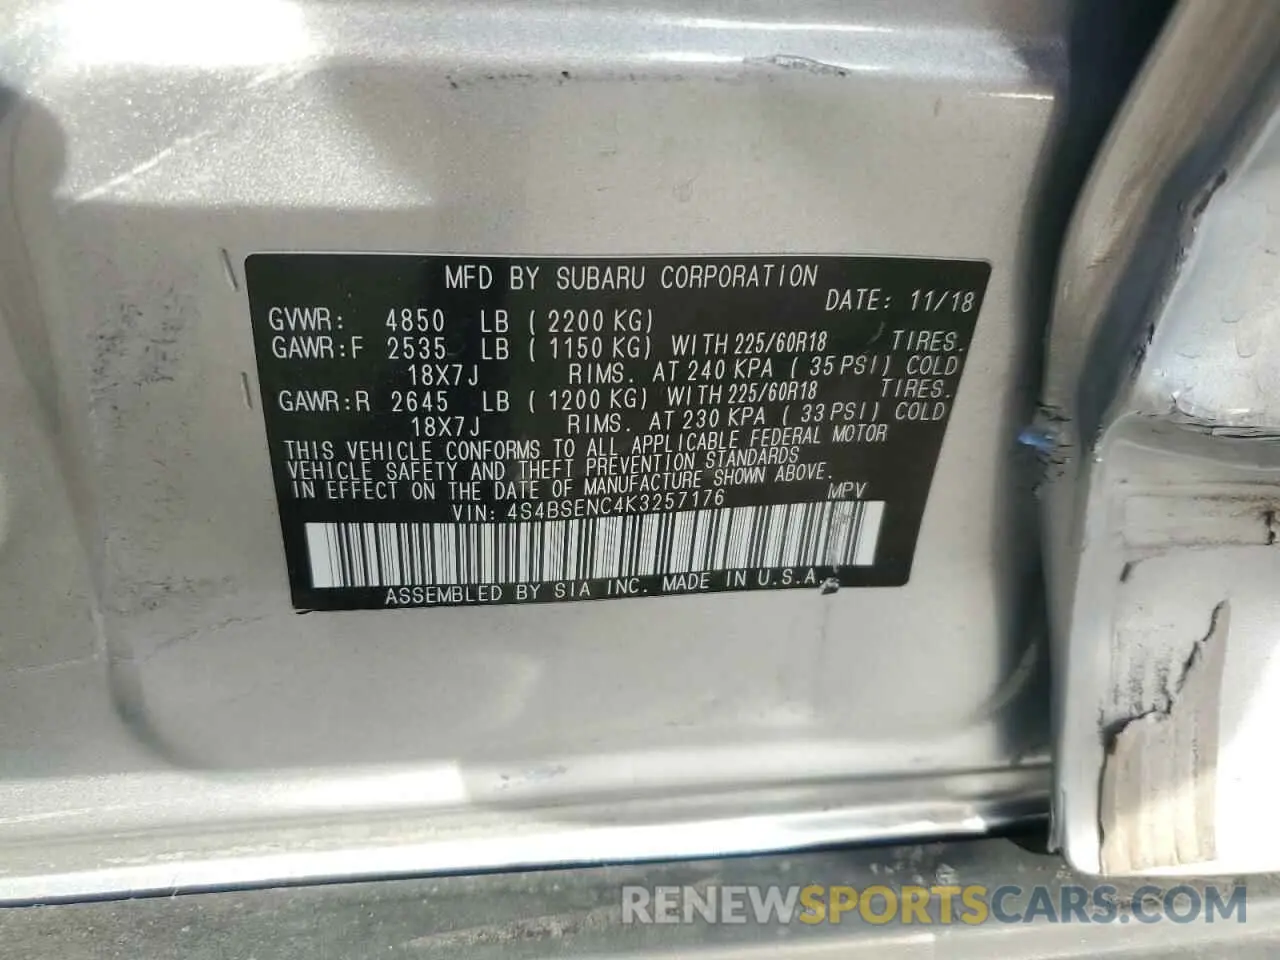 MFD BY SUBARU CORPORATION
DATE: 11/18
GVWR: 4850 LB ( 2200 KG)
GAWR:F 2535 LB ( 1150 KG) WITH 225/60R18 TIRES.
18X7J RIMS. AT 240 KPA ( 35 PSI) COLD
GAWR:R 2645 LB ( 1200 KG) WITH 225/60R18 TIRES.
18X7J RIMS. AT 230 KPA ( 33 PSI) COLD
THIS VEHICLE CONFORMS TO ALL APPLICABLE FEDERAL MOTOR
VEHICLE SAFETY AND THEFT PREVENTION STANDARDS
IN EFFECT ON THE DATE OF MANUFACTURE SHOWN ABOVE.
VIN: 4S4BSENC4K3257176 MPV
ASSEMBLED BY SIA INC. MADE IN U.S.A.
RENEWSPORTSCARS.COM